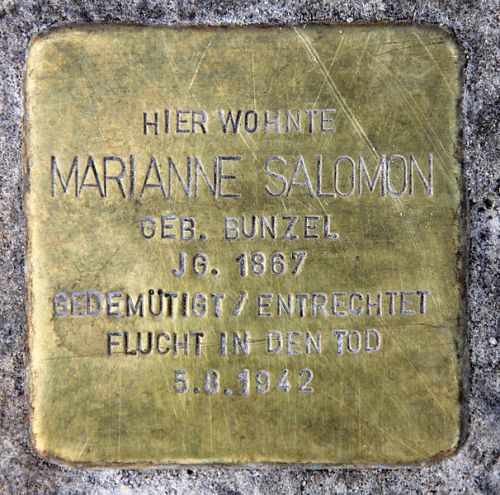 HIER WOHNTE
MARIANNE SALOMON
GEB. BUNZEL
JG. 1867
GEDEMÜTIGT / ENTRECHTET
FLUCHT IN DEN TOD
5.8.1942